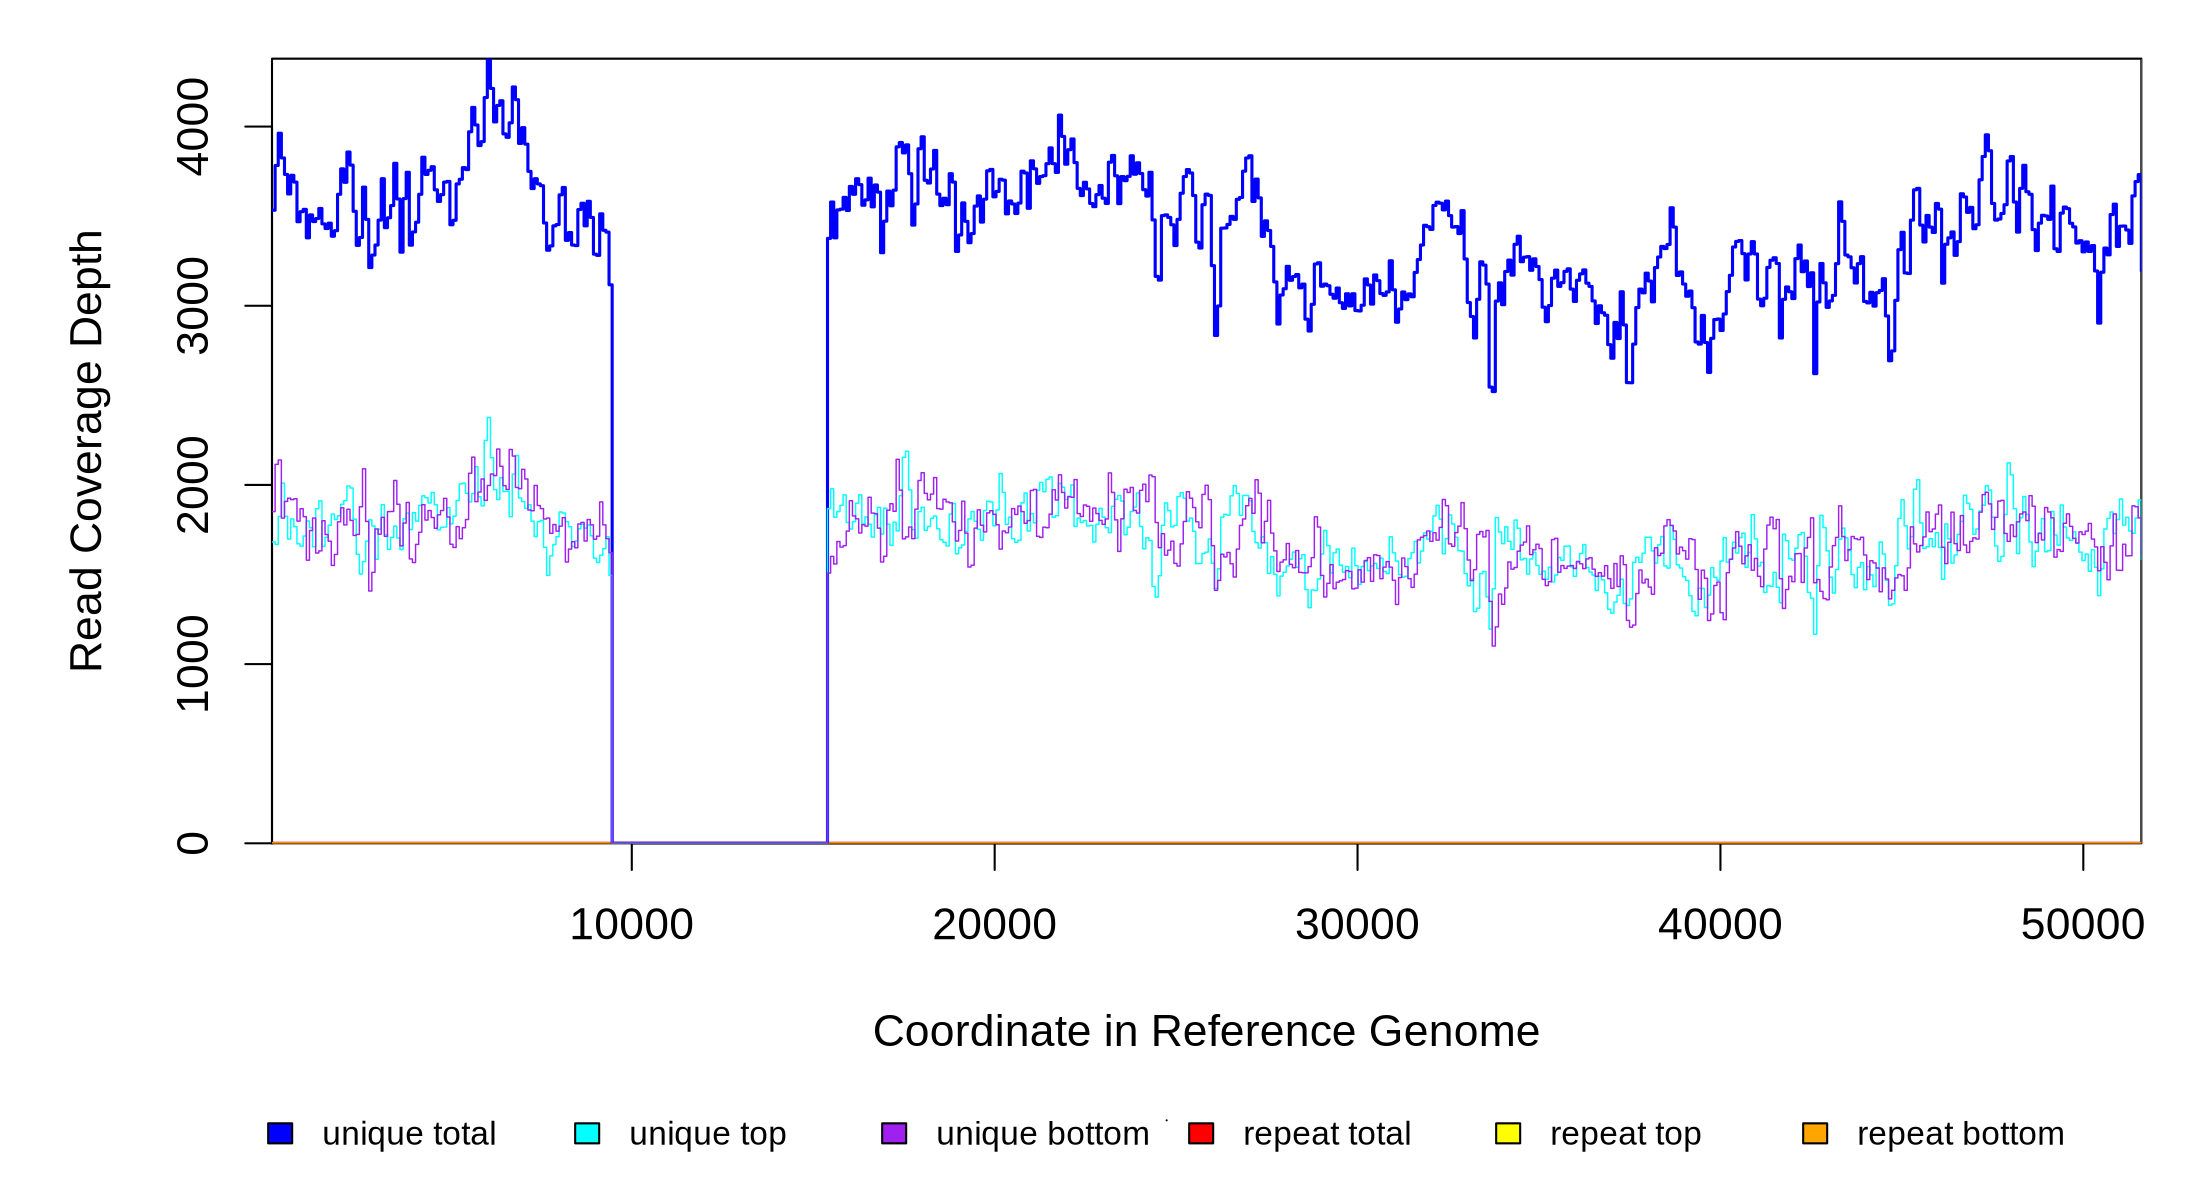 4000
3000
2000
1000
0
Read Coverage Depth
10000 20000 30000 40000 50000
Coordinate in Reference Genome
unique total unique top unique bottom repeat total repeat top repeat bottom